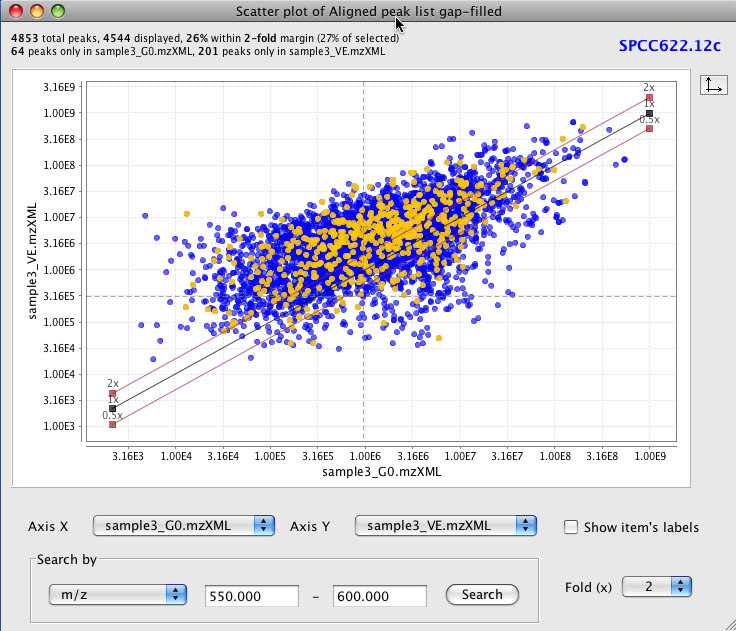 Scatter plot of Aligned peak list gap-filled
4853 total peaks, 4544 displayed, 26% within 2-fold margin (27% of selected)
64 peaks only in sample3_G0.mzXML, 201 peaks only in sample3_VE.mzXML
SPCC622.12c
3.16E9
1.00E9
3.16E8
1.00E8
3.16E7
1.00E7
3.16E6
1.00E6
3.16E5
1.00E5
3.16E4
1.00E4
3.16E3
1.00E3
sample3_VE.mzXML
2x
1x
0.5x
2x
1x
0.5x
3.16E3 1.00E4 3.16E4 1.00E5 3.16E5 1.00E6 3.16E6 1.00E7 3.16E7 1.00E8 3.16E8 1.00E9
sample3_G0.mzXML
Axis X sample3_G0.mzXML Axis Y sample3_VE.mzXML Show item's labels
Search by
m/z 550.000 – 600.000 Search Fold (x) 2